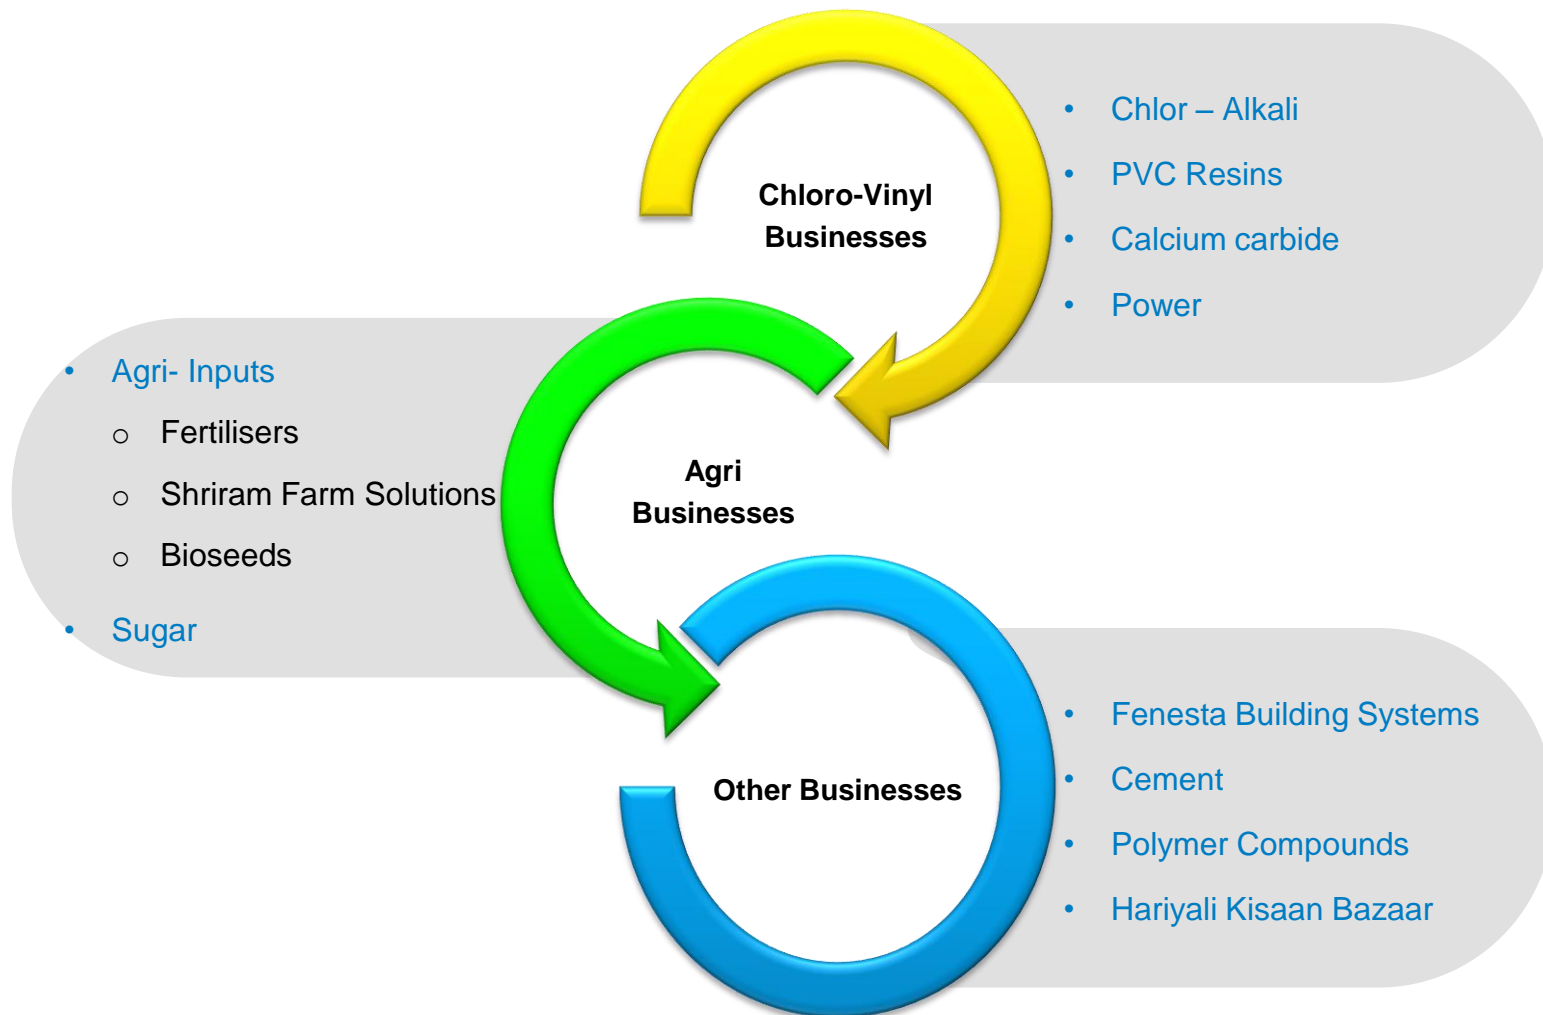 Chloro-Vinyl
Businesses
• Chlor – Alkali
• PVC Resins
• Calcium carbide
• Power
Agri
Businesses
• Agri- Inputs
o Fertilisers
o Shriram Farm Solutions
o Bioseeds
• Sugar
Other Businesses
• Fenesta Building Systems
• Cement
• Polymer Compounds
• Hariyali Kisaan Bazaar